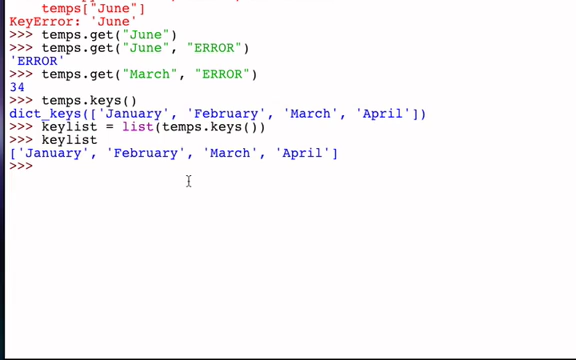 temps["June"]
KeyError: 'June'
>>> temps.get("June")
>>> temps.get("June", "ERROR")
'ERROR'
>>> temps.get("March", "ERROR")
34
>>> temps.keys()
dict_keys(['January', 'February', 'March', 'April'])
>>> keylist = list(temps.keys())
>>> keylist
['January', 'February', 'March', 'April']
>>>